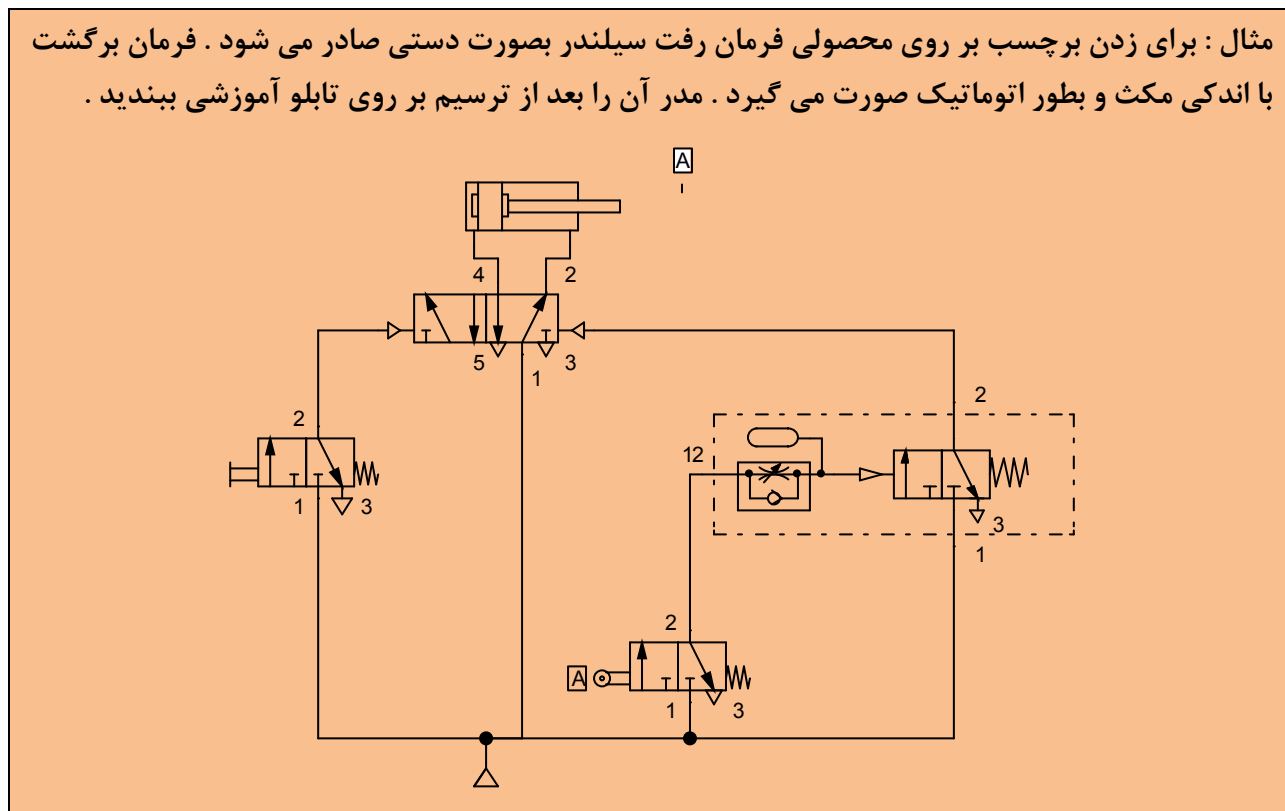 مثال : برای زدن برچسب بر روی محصولی فرمان رفت سیلندر بصورت دستی صادر می شود . فرمان برگشت
با اندکی مکث و بطور اتوماتیک صورت می گیرد . مدر آن را بعد از ترسیم بر روی تابلو آموزشی ببندید .
A
4 2
5 1 3
2
1 3
2
12
3
1
2
A
1 3